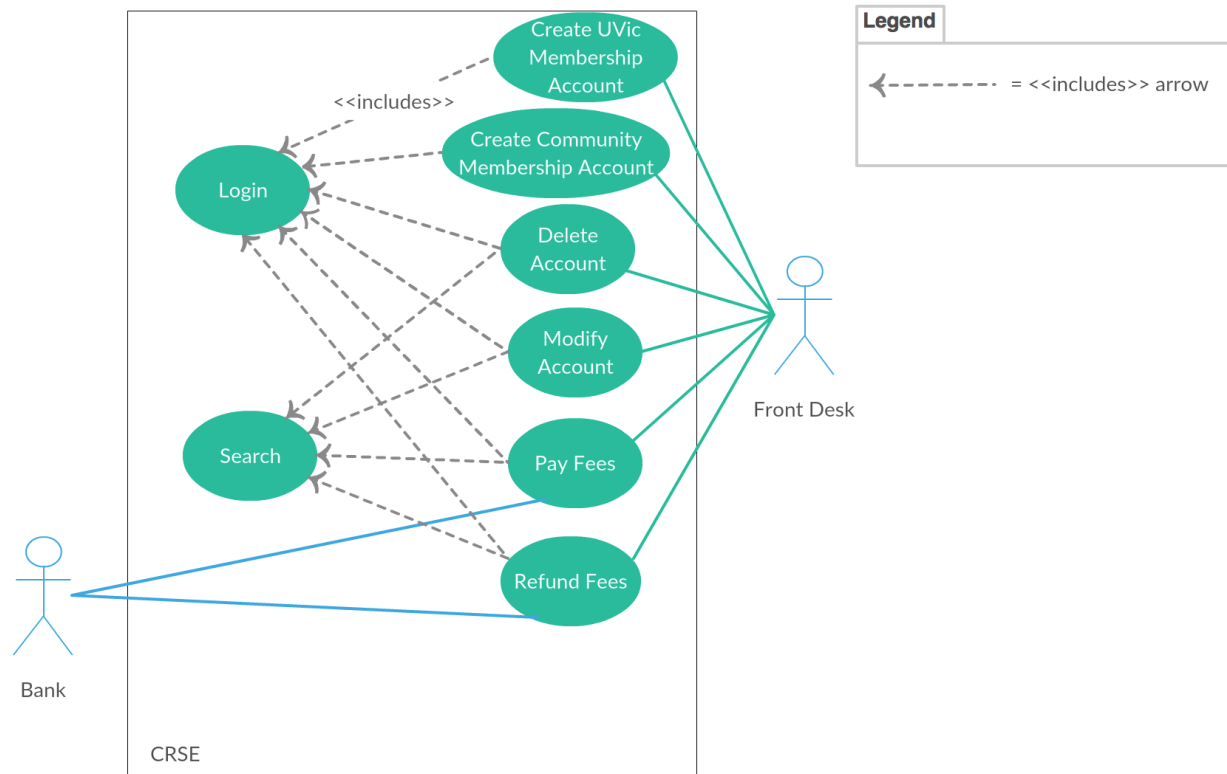 Create UVic
Membership
Account
Legend
<<includes>>
= <<includes>> arrow
Create Community
Membership Account
Login
Delete
Account
Modify
Account
Front Desk
Search
Pay Fees
Refund Fees
Bank
CRSE